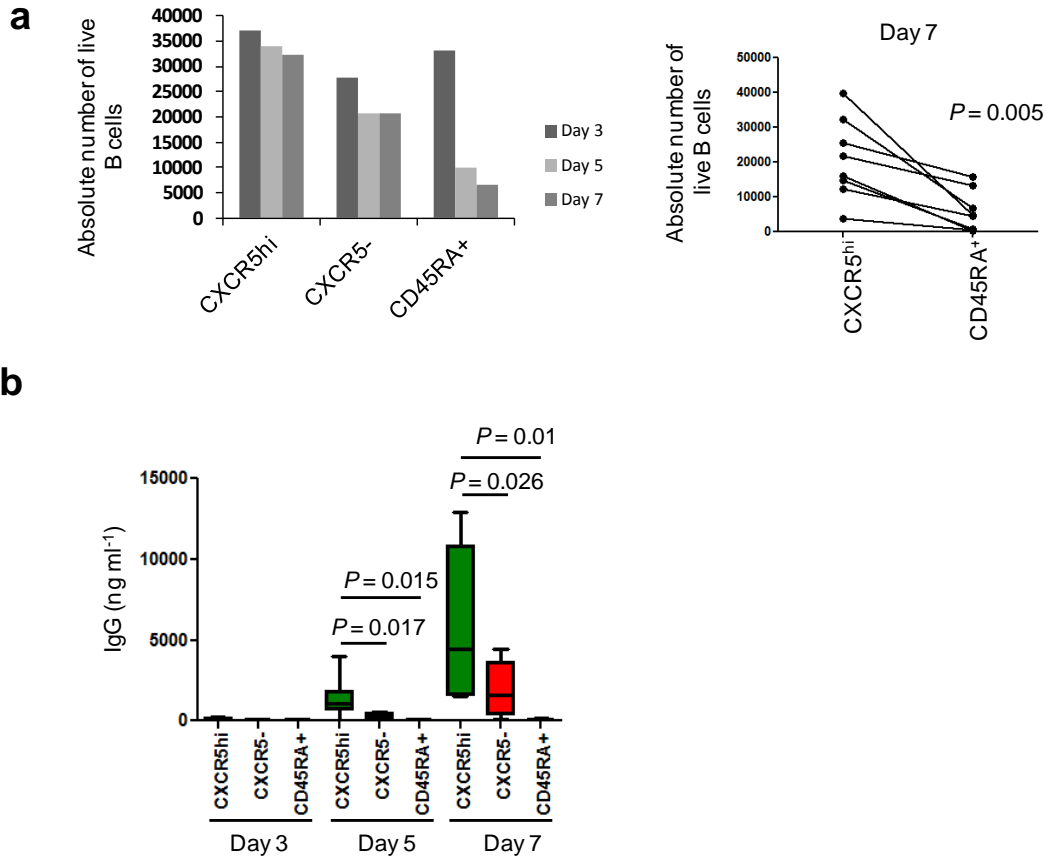 a
Absolute number of live
B cells
40000
35000
30000
25000
20000
15000
10000
5000
0
CXCR5hi
CXCR5-
CD45RA+
Day 3
Day 5
Day 7
Day 7
Absolute number of
live B cells
50000
40000
30000
20000
10000
0
P = 0.005
CXCR5hi
CD45RA+
b
IgG (ng ml-1)
15000
10000
5000
0
P = 0.015
P = 0.017
P = 0.01
P = 0.026
CXCR5hi
CXCR5-
CD45RA+
CXCR5hi
CXCR5-
CD45RA+
CXCR5hi
CXCR5-
CD45RA+
Day 3
Day 5
Day 7